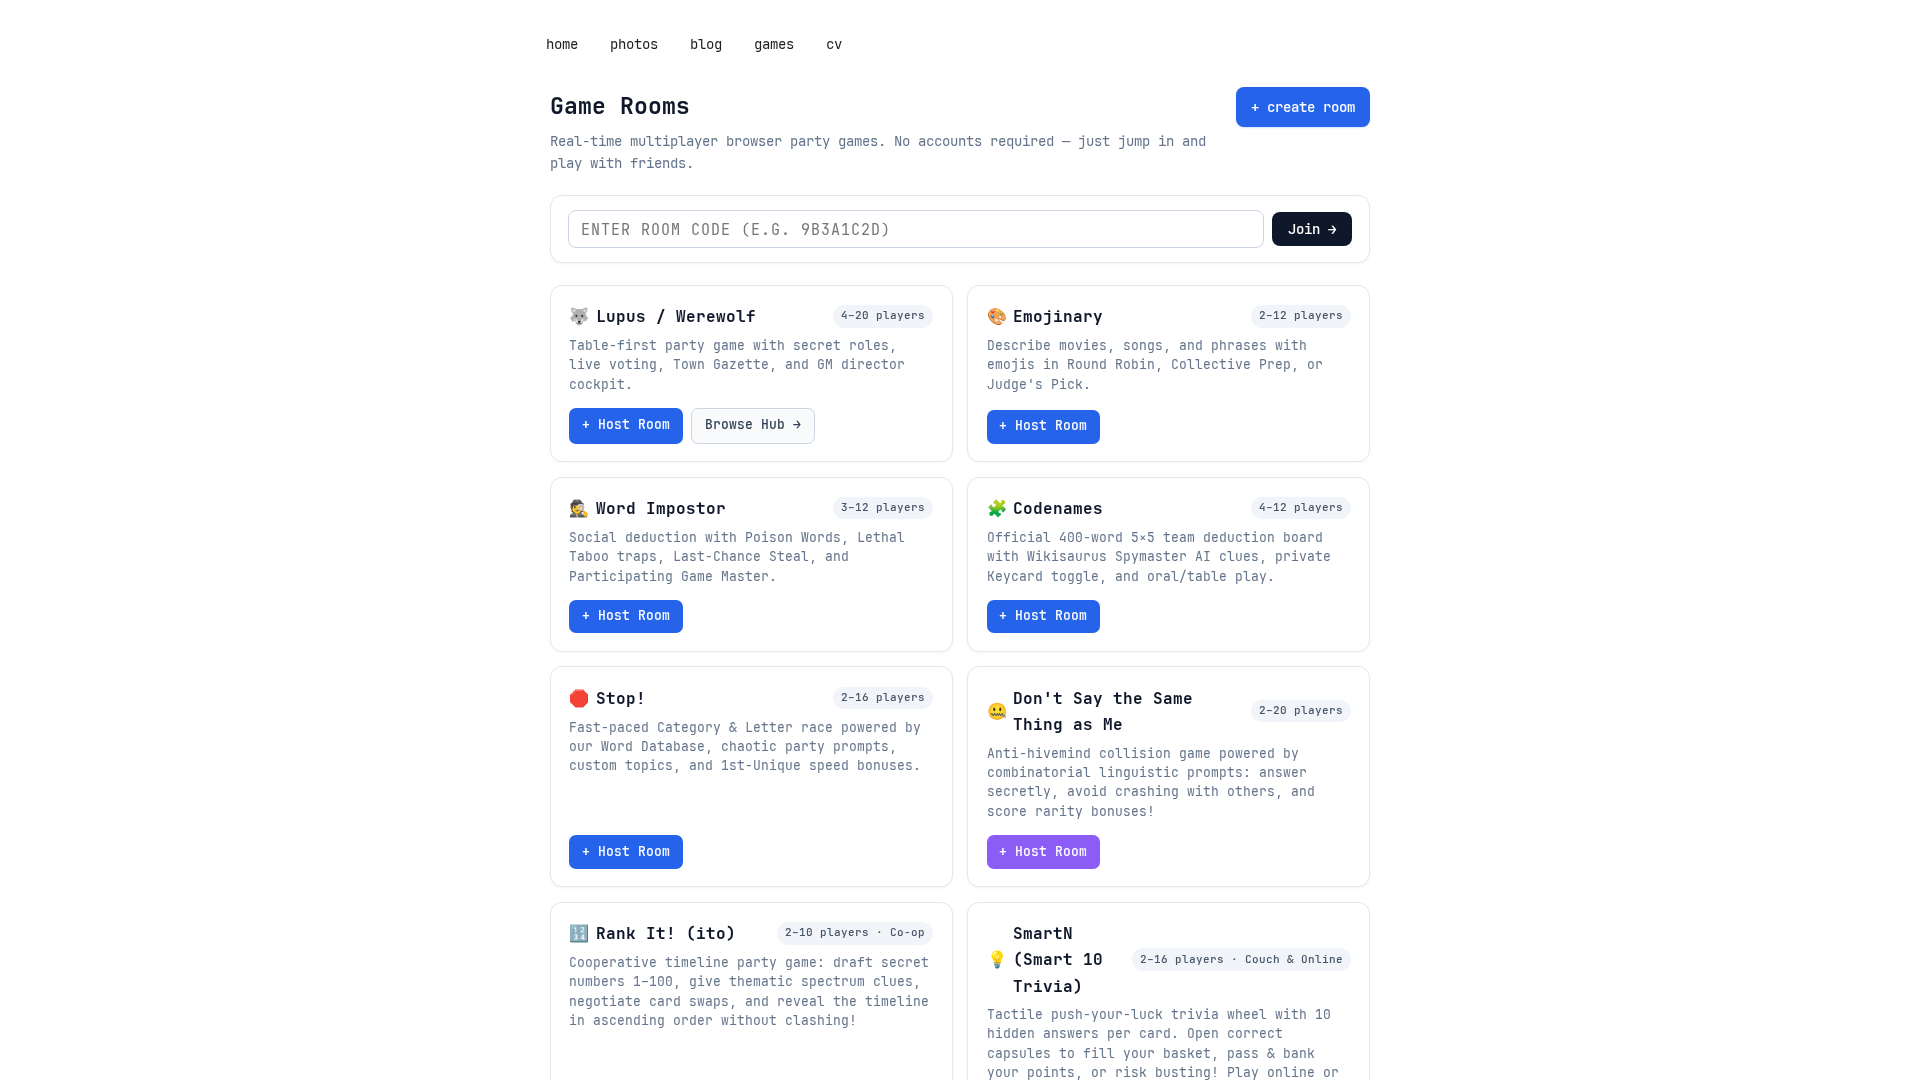 home photos blog games cv
Game Rooms
+ create room
Real-time multiplayer browser party games. No accounts required — just jump in and
play with friends.
ENTER ROOM CODE (E.G. 9B3A1C2D)
Join →
Lupus / Werewolf
4–20 players
Table-first party game with secret roles,
live voting, Town Gazette, and GM director
cockpit.
+ Host Room
Browse Hub →
Emojinary
2–12 players
Describe movies, songs, and phrases with
emojis in Round Robin, Collective Prep, or
Judge's Pick.
+ Host Room
Word Impostor
3–12 players
Social deduction with Poison Words, Lethal
Taboo traps, Last-Chance Steal, and
Participating Game Master.
+ Host Room
Codenames
4–12 players
Official 400-word 5×5 team deduction board
with Wikisaurus Spymaster AI clues, private
Keycard toggle, and oral/table play.
+ Host Room
Stop!
2–16 players
Fast-paced Category & Letter race powered by
our Word Database, chaotic party prompts,
custom topics, and 1st-Unique speed bonuses.
+ Host Room
Don't Say the Same
Thing as Me
2–20 players
Anti-hivemind collision game powered by
combinatorial linguistic prompts: answer
secretly, avoid crashing with others, and
score rarity bonuses!
+ Host Room
Rank It! (ito)
2–10 players · Co-op
Cooperative timeline party game: draft secret
numbers 1–100, give thematic spectrum clues,
negotiate card swaps, and reveal the timeline
in ascending order without clashing!
SmartN
(Smart 10
Trivia)
2–16 players · Couch & Online
Tactile push-your-luck trivia wheel with 10
hidden answers per card. Open correct
capsules to fill your basket, pass & bank
your points, or risk busting! Play online or